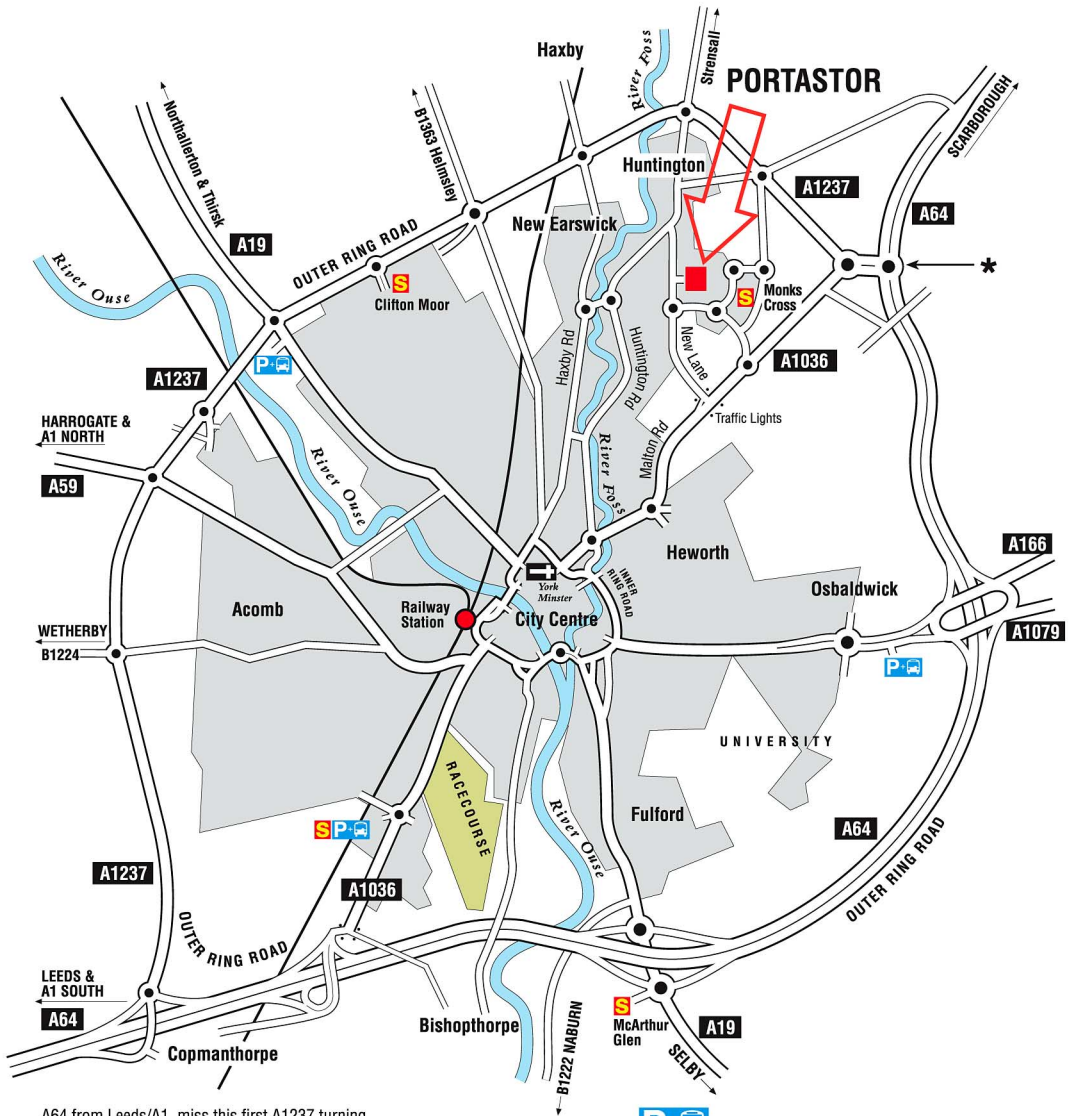 Haxby
River Foss
Strensall
PORTASTOR
SCARBOROUGH
Northallerton & Thirsk
B1363 Helmsley
Huntington
A1237
A64
A19
OUTER RING ROAD
New Earswick
*
River Ouse
S
Clifton Moor
S
Monks
Cross
P+
A1237
Haxby Rd
Huntington Rd
New Lane
A1036
HARROGATE &
A1 NORTH
Traffic Lights
Malton Rd
A59
River Ouse
River Foss
Heworth
A166
Osbaldwick
York
Minster
INNER
RING ROAD
Acomb
Railway
Station
City Centre
WETHERBY
B1224
A1079
P+
UNIVERSITY
RACECOURSE
River Ouse
Fulford
A64
S P+
A1237
A1036
OUTER RING ROAD
OUTER RING ROAD
LEEDS &
A1 SOUTH
A64
S
McArthur
Glen
A19
Bishopthorpe
B1222 NABURN
SELBY
Copmanthorpe
A64 from Leeds/A1, miss this first A1237 turning
P+